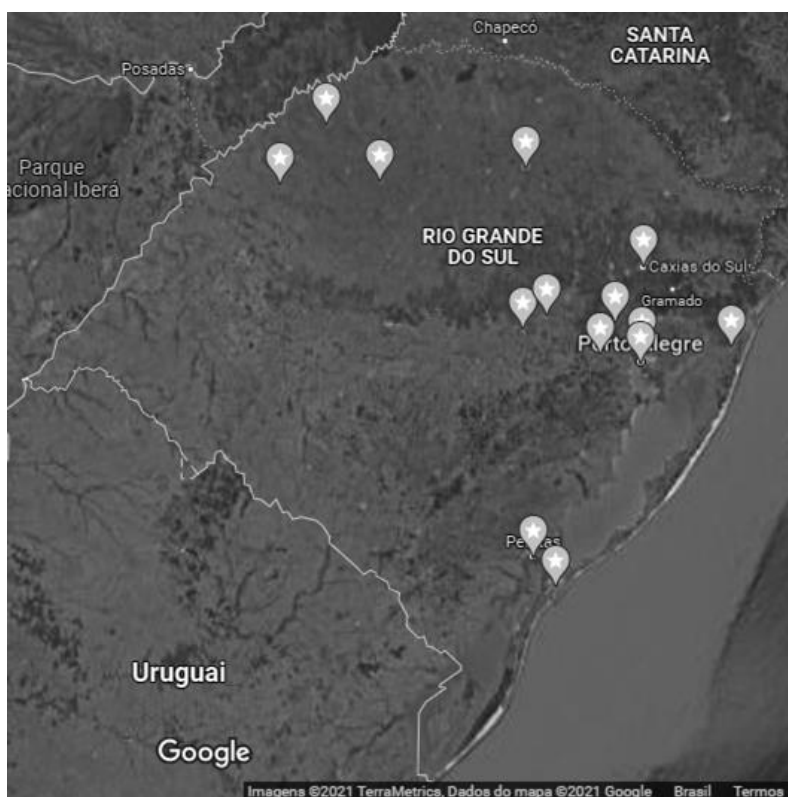 Chapecó
SANTA
CATARINA
Posadas
Parque
acional Iberá
RIO GRANDE
DO SUL
Caxias do Sul
Gramado
Porto Alegre
Uruguai
Google
Imagens ©2021 TerraMetrics, Dados do mapa ©2021 Google Brasil Termos